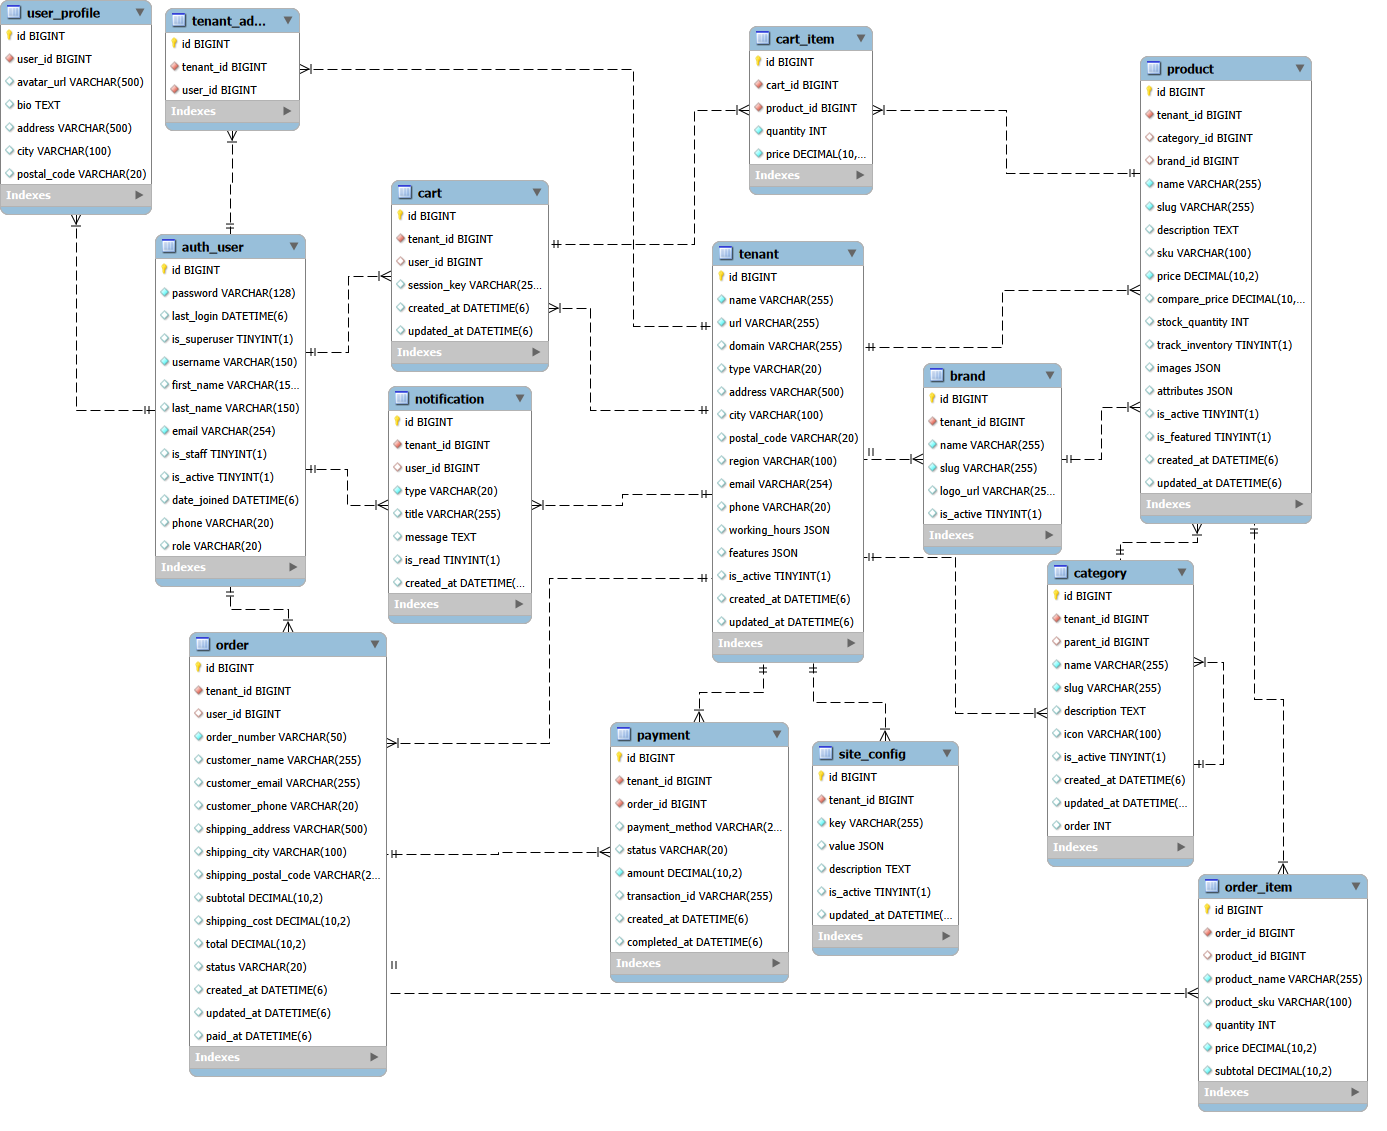 user_profile
id BIGINT
user_id BIGINT
avatar_url VARCHAR(500)
bio TEXT
address VARCHAR(500)
city VARCHAR(100)
postal_code VARCHAR(20)
Indexes
tenant_ad...
id BIGINT
tenant_id BIGINT
user_id BIGINT
Indexes
cart_item
id BIGINT
cart_id BIGINT
product_id BIGINT
quantity INT
price DECIMAL(10,...
Indexes
product
id BIGINT
tenant_id BIGINT
category_id BIGINT
brand_id BIGINT
name VARCHAR(255)
slug VARCHAR(255)
description TEXT
sku VARCHAR(100)
price DECIMAL(10,2)
compare_price DECIMAL(10,...
stock_quantity INT
track_inventory TINYINT(1)
images JSON
attributes JSON
is_active TINYINT(1)
is_featured TINYINT(1)
created_at DATETIME(6)
updated_at DATETIME(6)
Indexes
cart
id BIGINT
tenant_id BIGINT
user_id BIGINT
session_key VARCHAR(25...
created_at DATETIME(6)
updated_at DATETIME(6)
Indexes
auth_user
id BIGINT
password VARCHAR(128)
last_login DATETIME(6)
is_superuser TINYINT(1)
username VARCHAR(150)
first_name VARCHAR(15...
last_name VARCHAR(150)
email VARCHAR(254)
is_staff TINYINT(1)
is_active TINYINT(1)
date_joined DATETIME(6)
phone VARCHAR(20)
role VARCHAR(20)
Indexes
tenant
id BIGINT
name VARCHAR(255)
url VARCHAR(255)
domain VARCHAR(255)
type VARCHAR(20)
address VARCHAR(500)
city VARCHAR(100)
postal_code VARCHAR(20)
region VARCHAR(100)
email VARCHAR(254)
phone VARCHAR(20)
working_hours JSON
features JSON
is_active TINYINT(1)
created_at DATETIME(6)
updated_at DATETIME(6)
Indexes
brand
id BIGINT
tenant_id BIGINT
name VARCHAR(255)
slug VARCHAR(255)
logo_url VARCHAR(25...
is_active TINYINT(1)
Indexes
notification
id BIGINT
tenant_id BIGINT
user_id BIGINT
type VARCHAR(20)
title VARCHAR(255)
message TEXT
is_read TINYINT(1)
created_at DATETIME(...
Indexes
category
id BIGINT
tenant_id BIGINT
parent_id BIGINT
name VARCHAR(255)
slug VARCHAR(255)
description TEXT
icon VARCHAR(100)
is_active TINYINT(1)
created_at DATETIME(6)
updated_at DATETIME(...
order INT
Indexes
order
id BIGINT
tenant_id BIGINT
user_id BIGINT
order_number VARCHAR(50)
customer_name VARCHAR(255)
customer_email VARCHAR(255)
customer_phone VARCHAR(20)
shipping_address VARCHAR(500)
shipping_city VARCHAR(100)
shipping_postal_code VARCHAR(2...
subtotal DECIMAL(10,2)
shipping_cost DECIMAL(10,2)
total DECIMAL(10,2)
status VARCHAR(20)
created_at DATETIME(6)
updated_at DATETIME(6)
paid_at DATETIME(6)
Indexes
payment
id BIGINT
tenant_id BIGINT
order_id BIGINT
payment_method VARCHAR(2...
status VARCHAR(20)
amount DECIMAL(10,2)
transaction_id VARCHAR(255)
created_at DATETIME(6)
completed_at DATETIME(6)
Indexes
site_config
id BIGINT
tenant_id BIGINT
key VARCHAR(255)
value JSON
description TEXT
is_active TINYINT(1)
updated_at DATETIME(...
Indexes
order_item
id BIGINT
order_id BIGINT
product_id BIGINT
product_name VARCHAR(255)
product_sku VARCHAR(100)
quantity INT
price DECIMAL(10,2)
subtotal DECIMAL(10,2)
Indexes